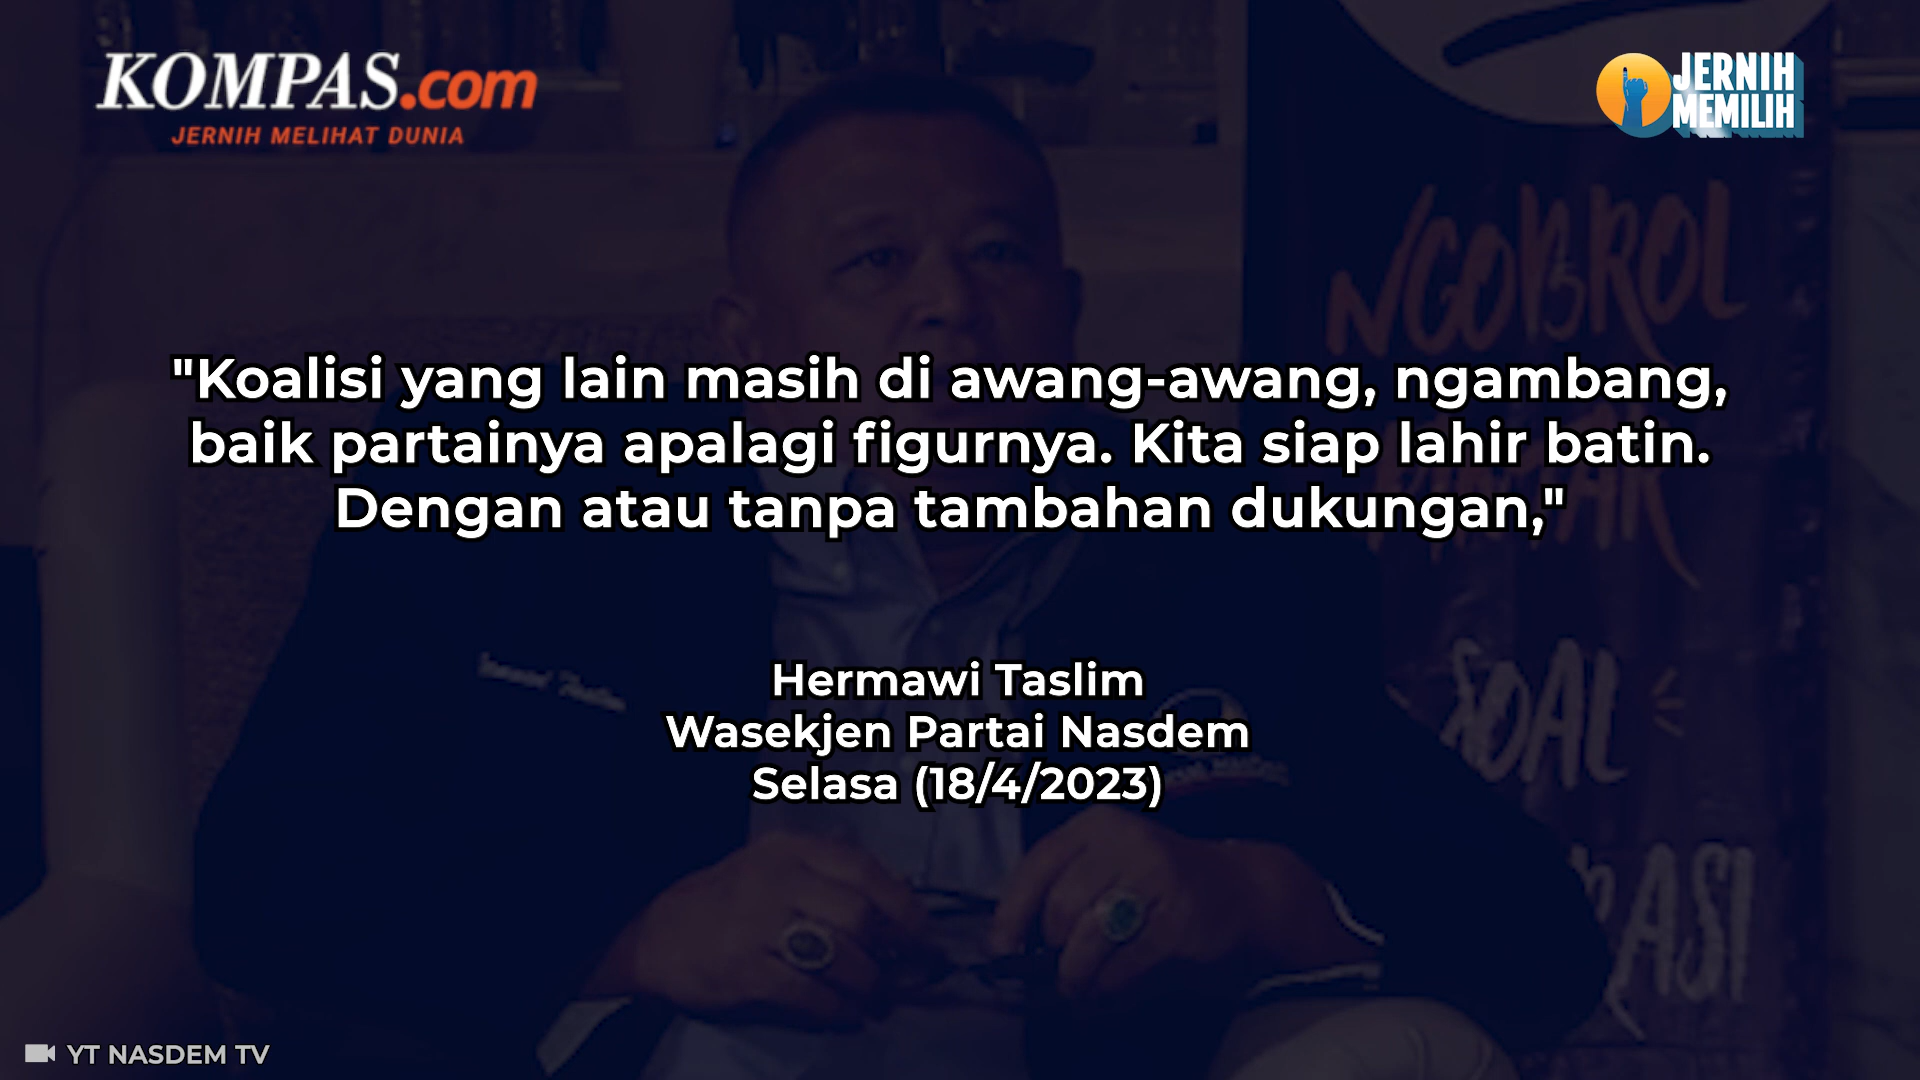 KOMPAS.com
JERNIH MELIHAT DUNIA
JERNIH
MEMILIH
NGOBROL
"Koalisi yang lain masih di awang-awang, ngambang,
baik partainya apalagi figurnya. Kita siap lahir batin.
Dengan atau tanpa tambahan dukungan,"
Hermawi Taslim
Wasekjen Partai Nasdem
Selasa (18/4/2023)
SOAL
YT NASDEM TV